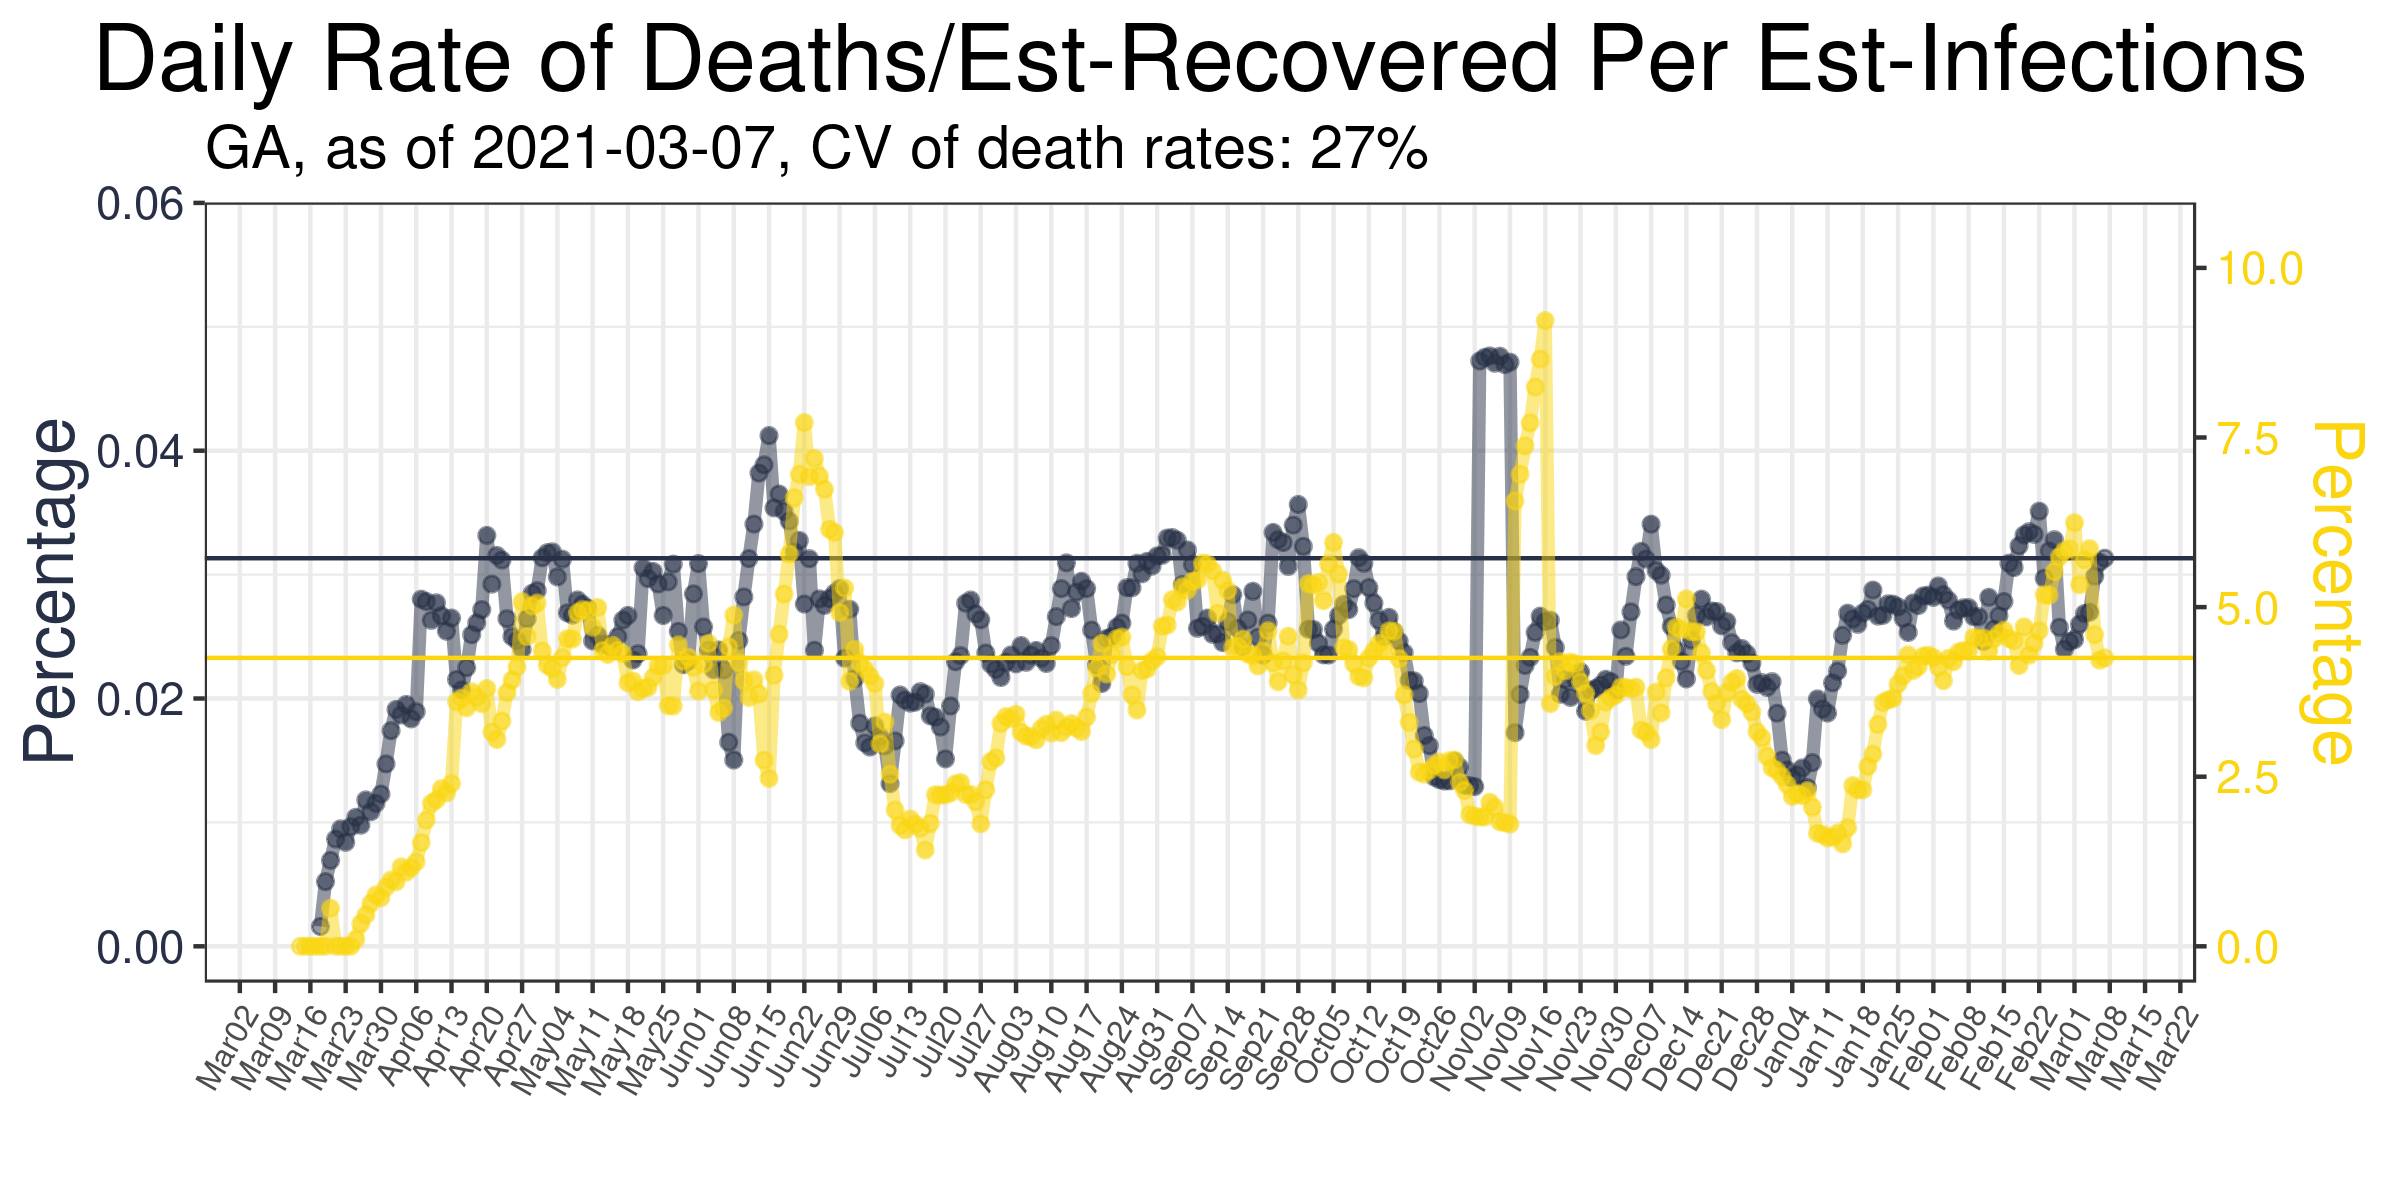 Daily Rate of Deaths/Est-Recovered Per Est-Infections
GA, as of 2021-03-07, CV of death rates: 27%
Percentage
0.06
0.04
0.02
0.00
10.0
7.5
5.0
2.5
0.0
Percentage
Mar02
Mar09
Mar16
Mar23
Mar30
Apr06
Apr13
Apr20
Apr27
May04
May11
May18
May25
Jun01
Jun08
Jun15
Jun22
Jun29
Jul06
Jul13
Jul20
Jul27
Aug03
Aug10
Aug17
Aug24
Aug31
Sep07
Sep14
Sep21
Sep28
Oct05
Oct12
Oct19
Oct26
Nov02
Nov09
Nov16
Nov23
Nov30
Dec07
Dec14
Dec21
Dec28
Jan04
Jan11
Jan18
Jan25
Feb01
Feb08
Feb15
Feb22
Mar01
Mar08
Mar15
Mar22